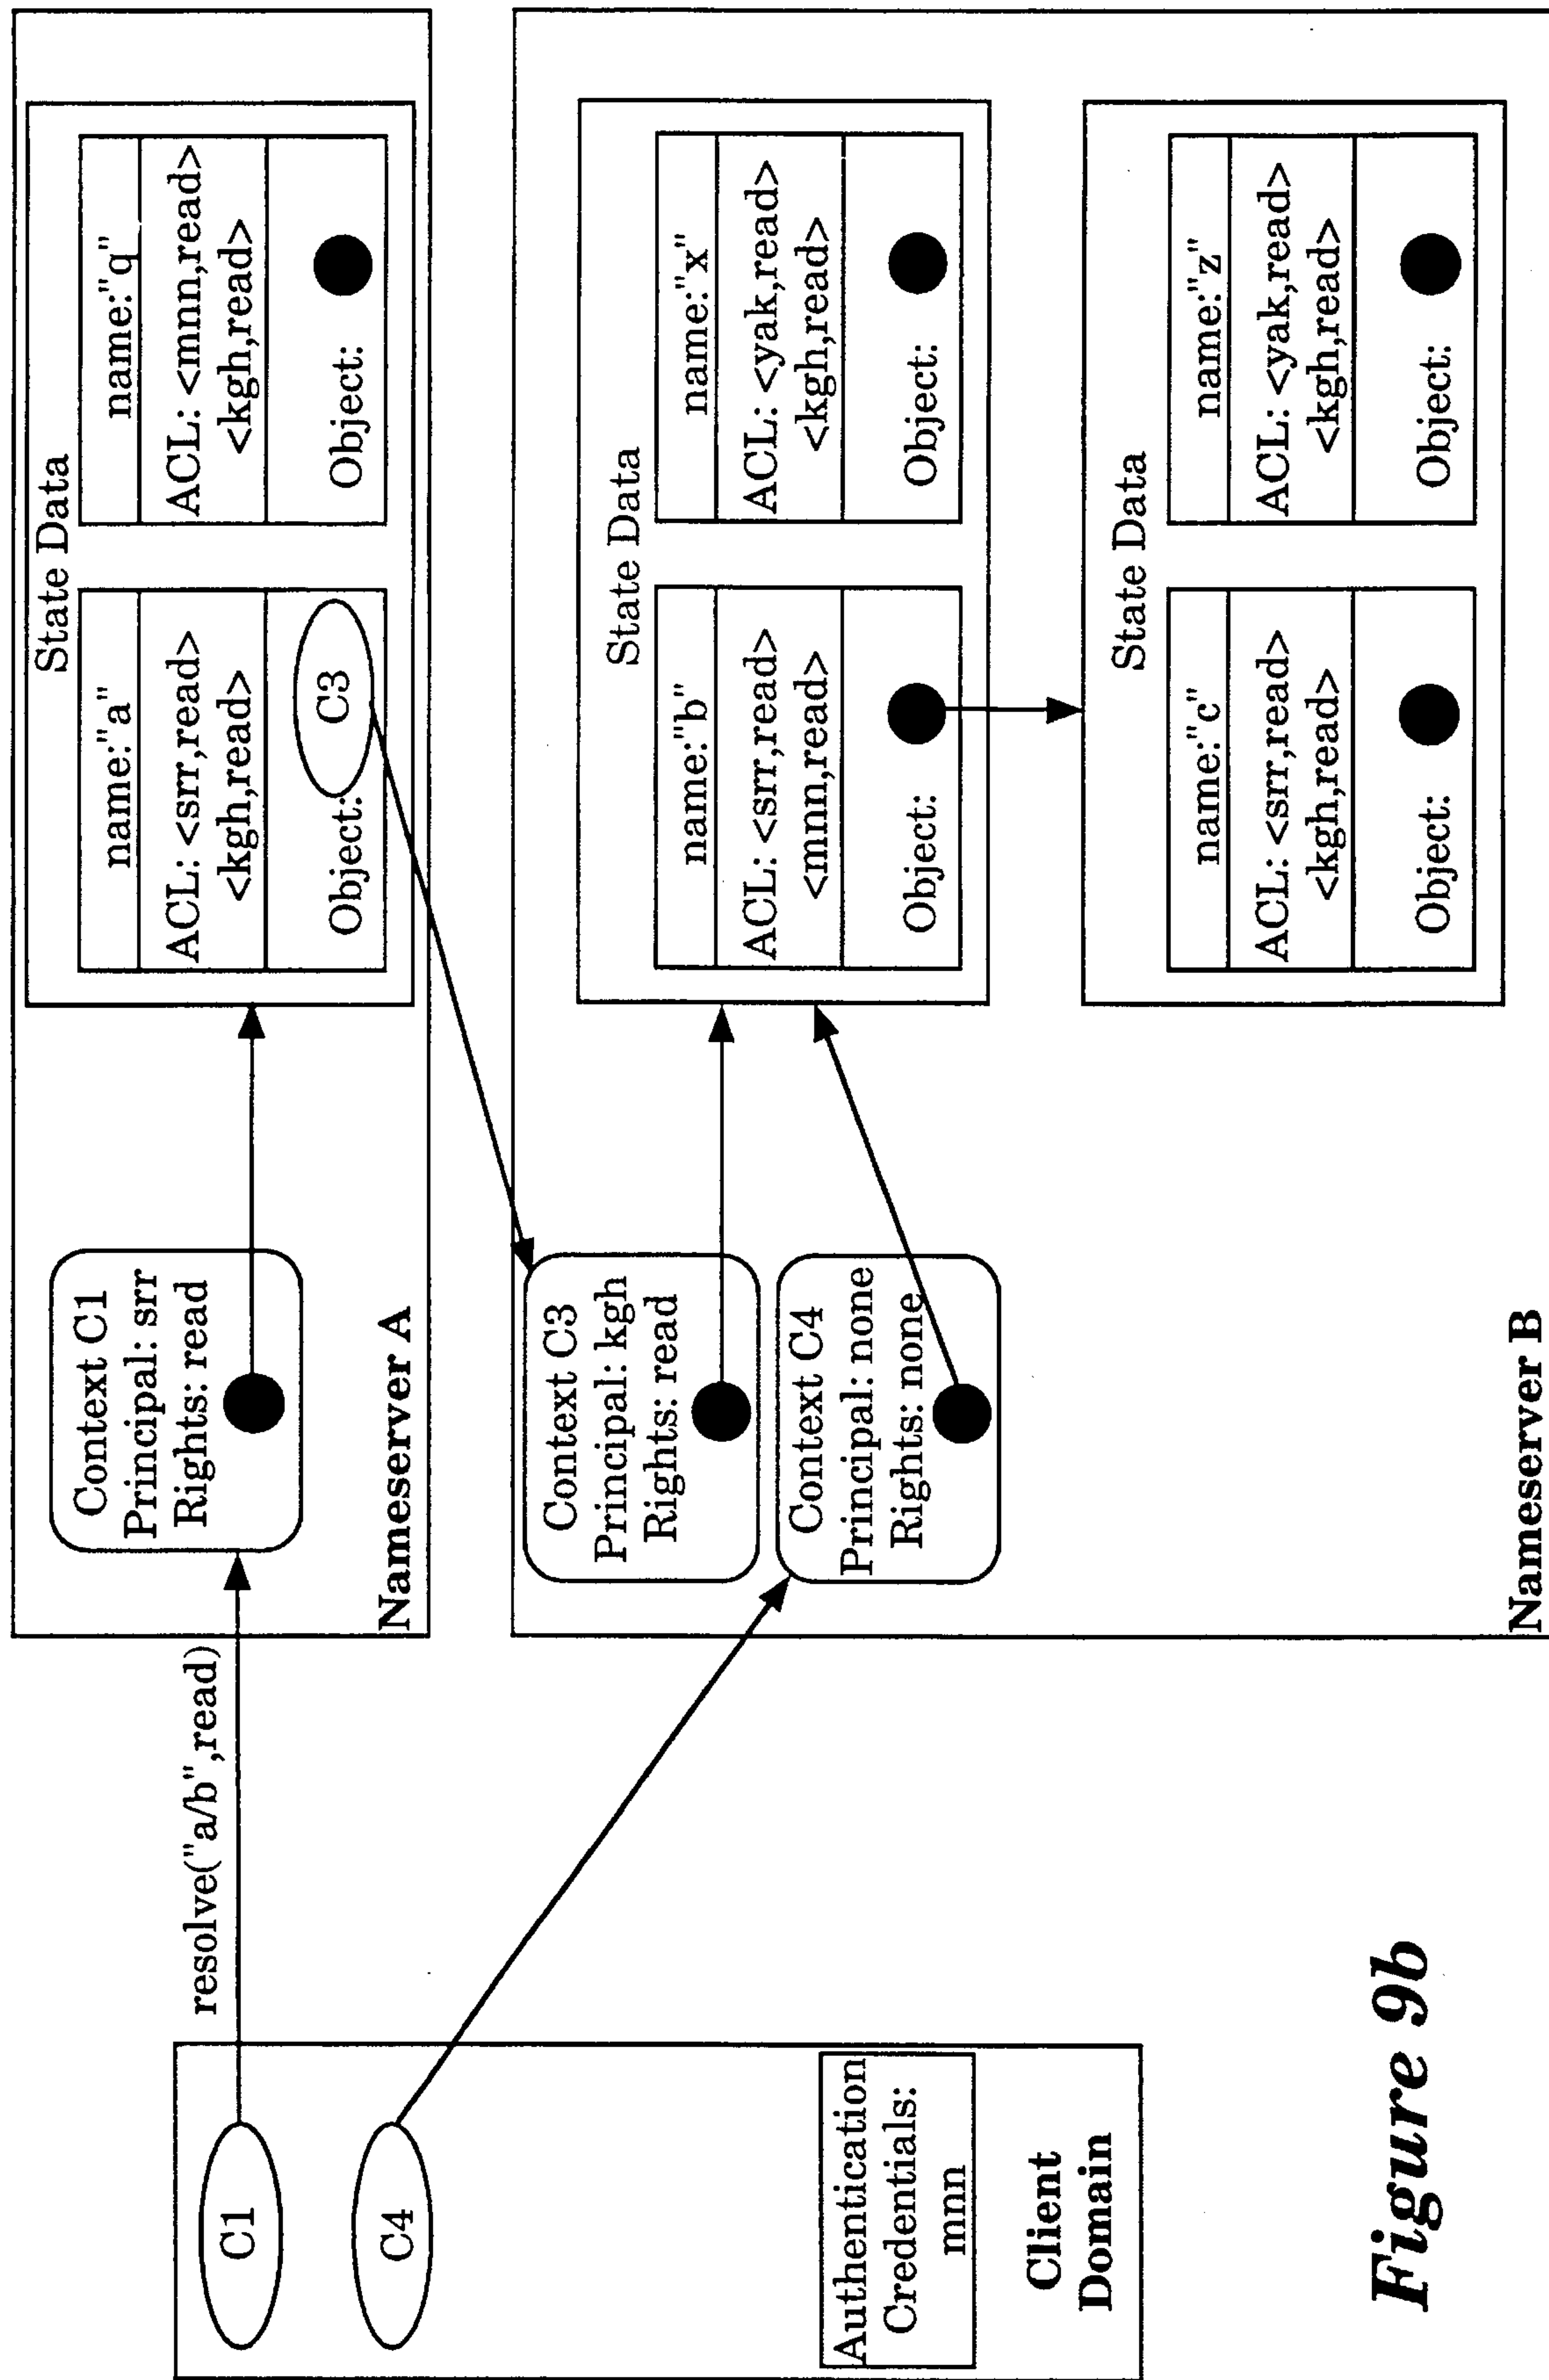 C1
C4
Authentication
Credentials:
mnn
Client
Domain
resolve("a/b",read)
Context C1
Principal: srr
Rights: read
Nameserver A
State Data
name:"a"
ACL: <srr,read>
<kgh,read>
Object:
C3
name:"q"
ACL: <mnn,read>
<kgh,read>
Object:
Context C3
Principal: kgh
Rights: read
Context C4
Principal: none
Rights: none
Nameserver B
State Data
name:"b"
ACL: <srr,read>
<mnn,read>
Object:
name:"x"
ACL: <yak,read>
<kgh,read>
Object:
State Data
name:"c"
ACL: <srr,read>
<kgh,read>
Object:
name:"z"
ACL: <yak,read>
<kgh,read>
Object:
Figure 9b